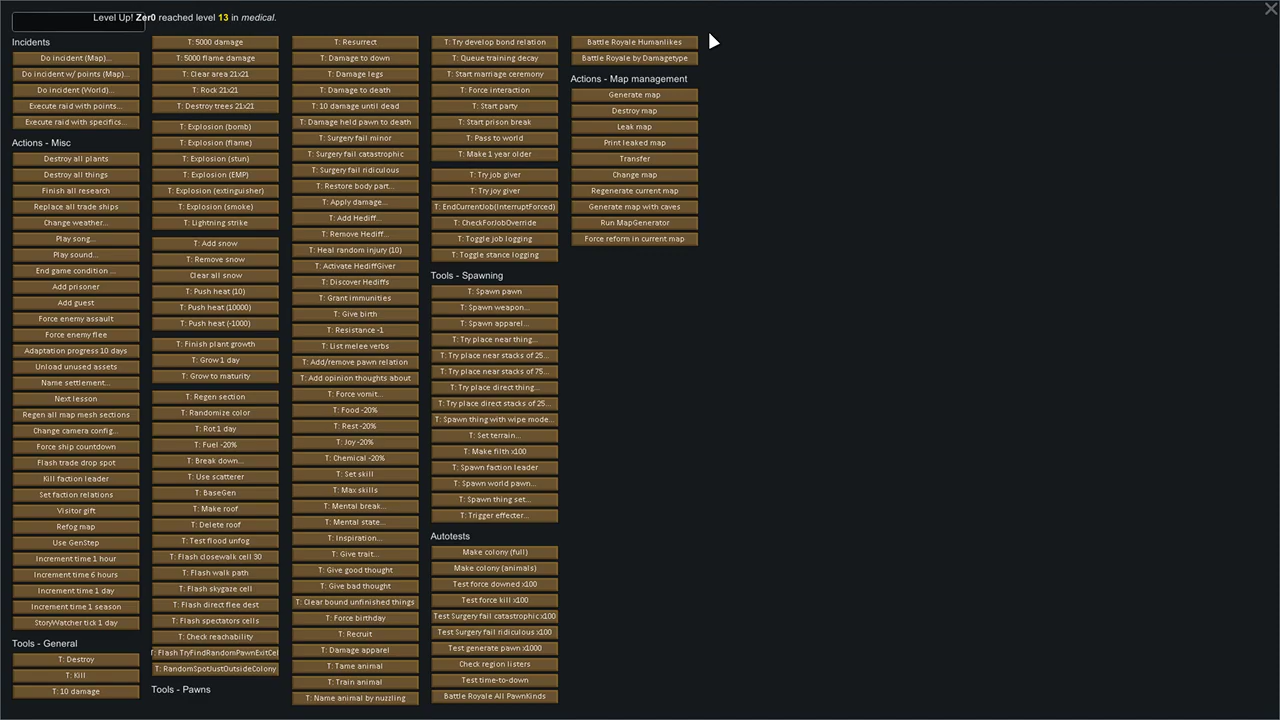 Level Up! Zer0 reached level 13 in medical.
Incidents
Do incident (Map)...
Do incident w/ points (Map)...
Do incident (World)...
Execute raid with points...
Execute raid with specifics...
Actions - Misc
Destroy all plants
Destroy all things
Finish all research
Replace all trade ships
Change weather...
Play song...
Play sound...
End game condition ...
Add prisoner
Add guest
Force enemy assault
Force enemy flee
Adaptation progress 10 days
Unload unused assets
Name settlement...
Next lesson
Regen all map mesh sections
Change camera config...
Force ship countdown
Flash trade drop spot
Kill faction leader
Set faction relations
Visitor gift
Refog map
Use GenStep
Increment time 1 hour
Increment time 6 hours
Increment time 1 day
Increment time 1 season
StoryWatcher tick 1 day
Tools - General
T: Destroy
T: Kill
T: 10 damage
T: 5000 damage
T: 5000 flame damage
T: Clear area 21x21
T: Rock 21x21
T: Destroy trees 21x21
T: Explosion (bomb)
T: Explosion (flame)
T: Explosion (stun)
T: Explosion (EMP)
T: Explosion (extinguisher)
T: Explosion (smoke)
T: Lightning strike
T: Add snow
T: Remove snow
Clear all snow
T: Push heat (10)
T: Push heat (10000)
T: Push heat (-1000)
T: Finish plant growth
T: Grow 1 day
T: Grow to maturity
T: Regen section
T: Randomize color
T: Rot 1 day
T: Fuel -20%
T: Break down...
T: Use scatterer
T: BaseGen
T: Make roof
T: Delete roof
T: Test flood unfog
T: Flash closewalk cell 30
T: Flash walk path
T: Flash skygaze cell
T: Flash direct flee dest
T: Flash spectators cells
T: Check reachability
T: Flash TryFindRandomPawnExitCel
T: RandomSpotJustOutsideColony
Tools - Pawns
T: Resurrect
T: Damage to down
T: Damage legs
T: Damage to death
T: 10 damage until dead
T: Damage held pawn to death
T: Surgery fail minor
T: Surgery fail catastrophic
T: Surgery fail ridiculous
T: Restore body part...
T: Apply damage...
T: Add Hediff...
T: Remove Hediff...
T: Heal random injury (10)
T: Activate HediffGiver
T: Discover Hediffs
T: Grant immunities
T: Give birth
T: Resistance -1
T: List melee verbs
T: Add/remove pawn relation
T: Add opinion thoughts about
T: Force vomit...
T: Food -20%
T: Rest -20%
T: Joy -20%
T: Chemical -20%
T: Set skill
T: Max skills
T: Mental break...
T: Mental state...
T: Inspiration...
T: Give trait...
T: Give good thought
T: Give bad thought
T: Clear bound unfinished things
T: Force birthday
T: Recruit
T: Damage apparel
T: Tame animal
T: Train animal
T: Name animal by nuzzling
T: Try develop bond relation
T: Queue training decay
T: Start marriage ceremony
T: Force interaction
T: Start party
T: Start prison break
T: Pass to world
T: Make 1 year older
T: Try job giver
T: Try joy giver
T: EndCurrentJob(InterruptForced)
T: CheckForJobOverride
T: Toggle job logging
T: Toggle stance logging
Tools - Spawning
T: Spawn pawn
T: Spawn weapon...
T: Spawn apparel...
T: Try place near thing...
T: Try place near stacks of 25...
T: Try place near stacks of 75...
T: Try place direct thing...
T: Try place direct stacks of 25...
T: Spawn thing with wipe mode...
T: Set terrain...
T: Make filth x100
T: Spawn faction leader
T: Spawn world pawn...
T: Spawn thing set...
T: Trigger effecter...
Autotests
Make colony (full)
Make colony (animals)
Test force downed x100
Test force kill x100
Test Surgery fail catastrophic x100
Test Surgery fail ridiculous x100
Test generate pawn x1000
Check region listers
Test time-to-down
Battle Royale All PawnKinds
Battle Royale Humanlikes
Battle Royale by Damagetype
Actions - Map management
Generate map
Destroy map
Leak map
Print leaked map
Transfer
Change map
Regenerate current map
Generate map with caves
Run MapGenerator
Force reform in current map